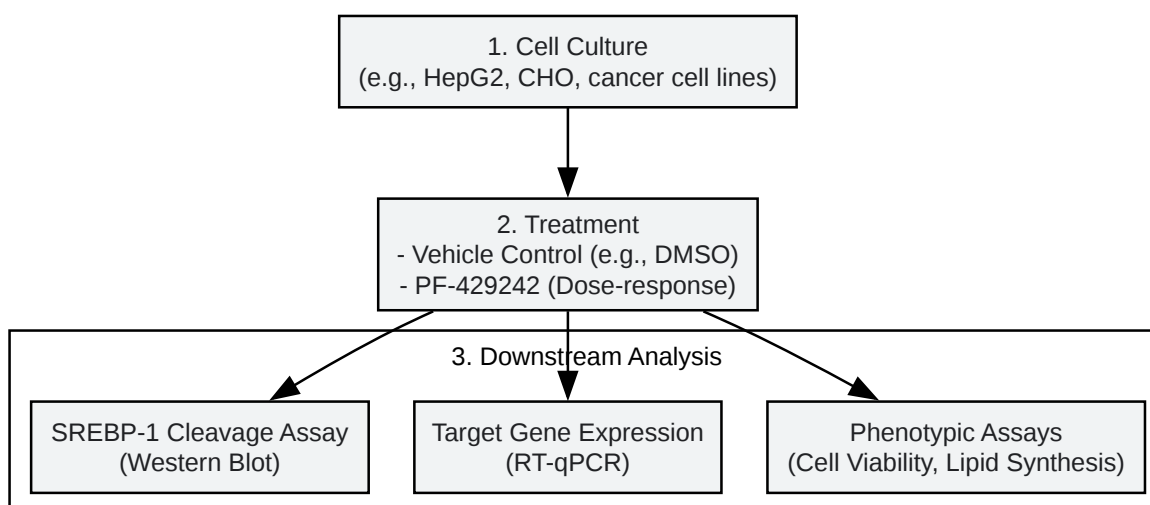 1. Cell Culture
(e.g., HepG2, CHO, cancer cell lines)
2. Treatment
- Vehicle Control (e.g., DMSO)
- PF-429242 (Dose-response)
3. Downstream Analysis
SREBP-1 Cleavage Assay
(Western Blot)
Target Gene Expression
(RT-qPCR)
Phenotypic Assays
(Cell Viability, Lipid Synthesis)